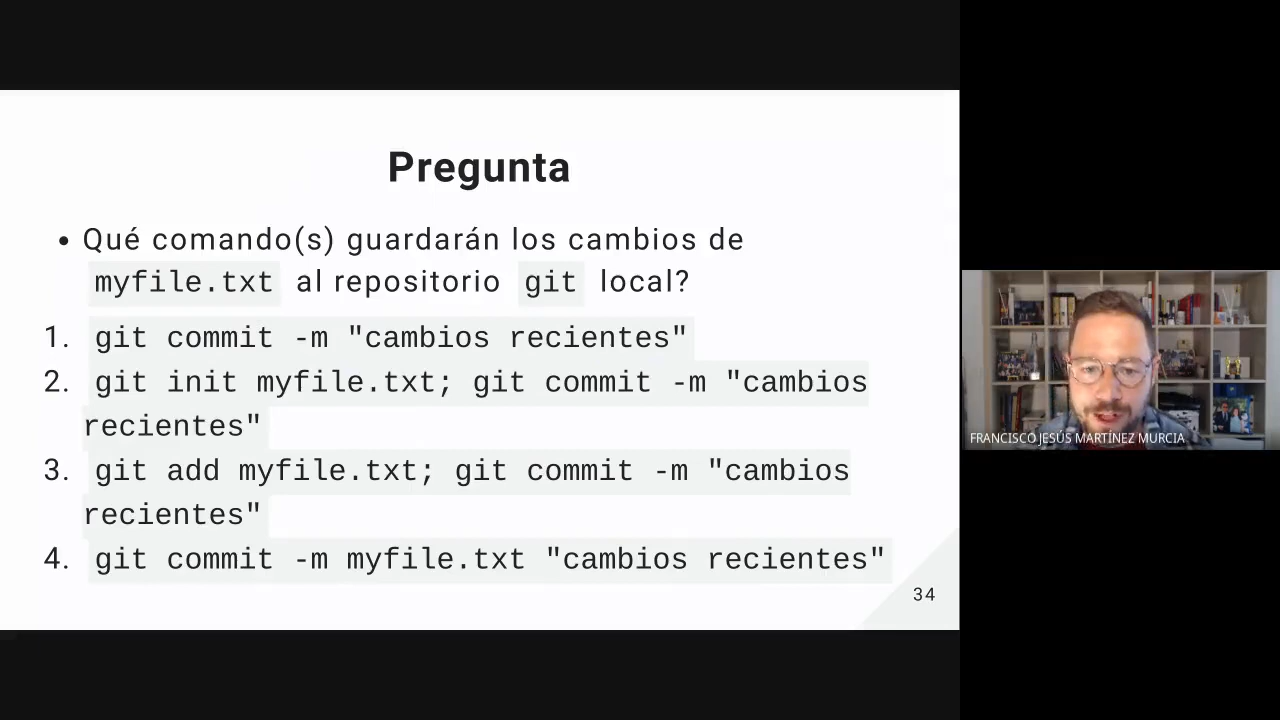 Pregunta
• Qué comando(s) guardarán los cambios de
myfile.txt al repositorio git local?
1. git commit -m "cambios recientes"
2. git init myfile.txt; git commit -m "cambios
recientes"
3. git add myfile.txt; git commit -m "cambios
recientes"
4. git commit -m myfile.txt "cambios recientes"
34
FRANCISCO JESÚS MARTÍNEZ MURCIA